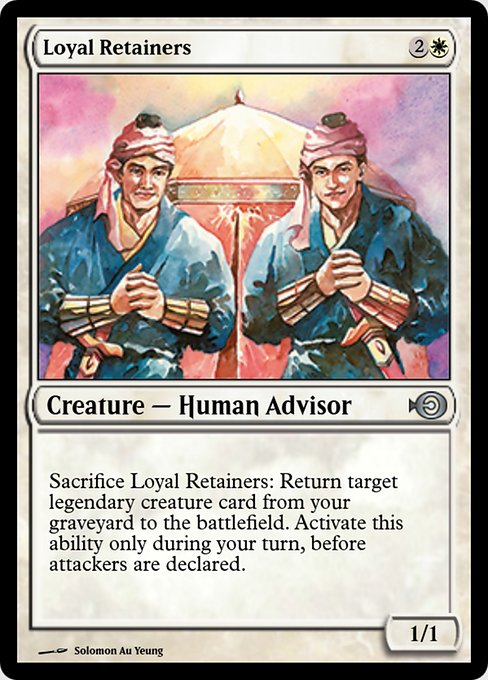 Loyal Retainers 2
Creature — Human Advisor
Sacrifice Loyal Retainers: Return target
legendary creature card from your
graveyard to the battlefield. Activate this
ability only during your turn, before
attackers are declared.
1/1
Solomon Au Yeung